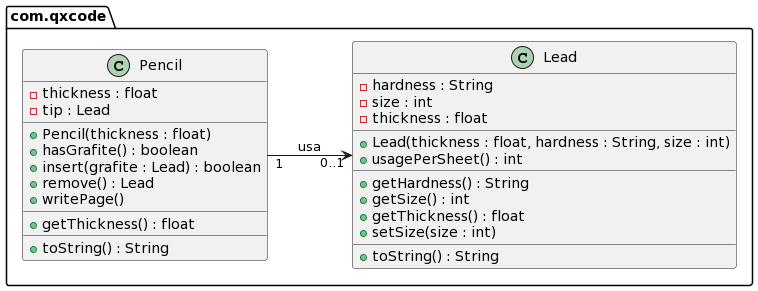 com.qxcode
C Pencil
thickness : float
tip : Lead
Pencil(thickness : float)
hasGrafite() : boolean
insert(grafite : Lead) : boolean
remove() : Lead
writePage()
getThickness() : float
toString() : String
usa
1
0..1
C Lead
hardness : String
size : int
thickness : float
Lead(thickness : float, hardness : String, size : int)
usagePerSheet() : int
getHardness() : String
getSize() : int
getThickness() : float
setSize(size : int)
toString() : String